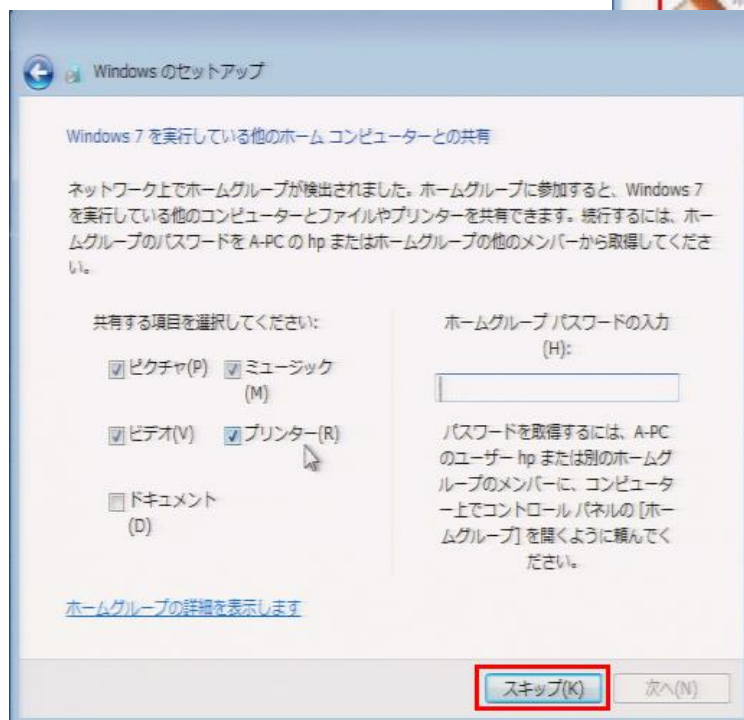 Windows のセットアップ
Windows 7 を実行している他のホーム コンピューターとの共有
ネットワーク上でホームグループが検出されました。ホームグループに参加すると、Windows 7
を実行している他のコンピューターとファイルやプリンターを共有できます。続行するには、ホー
ムグループのパスワードを A-PC の hp またはホームグループの他のメンバーから取得してくださ
い。
共有する項目を選択してください:
ピクチャ(P)
ミュージック
(M)
ビデオ(V)
プリンター(R)
ドキュメント
(D)
ホームグループ パスワードの入力
(H):
パスワードを取得するには、A-PC
のユーザー hp または別のホームグ
ループのメンバーに、コンピュータ
ー上でコントロール パネルの [ホー
ムグループ] を開くように頼んでく
ださい。
ホームグループの詳細を表示します
スキップ(K)
次へ(N)